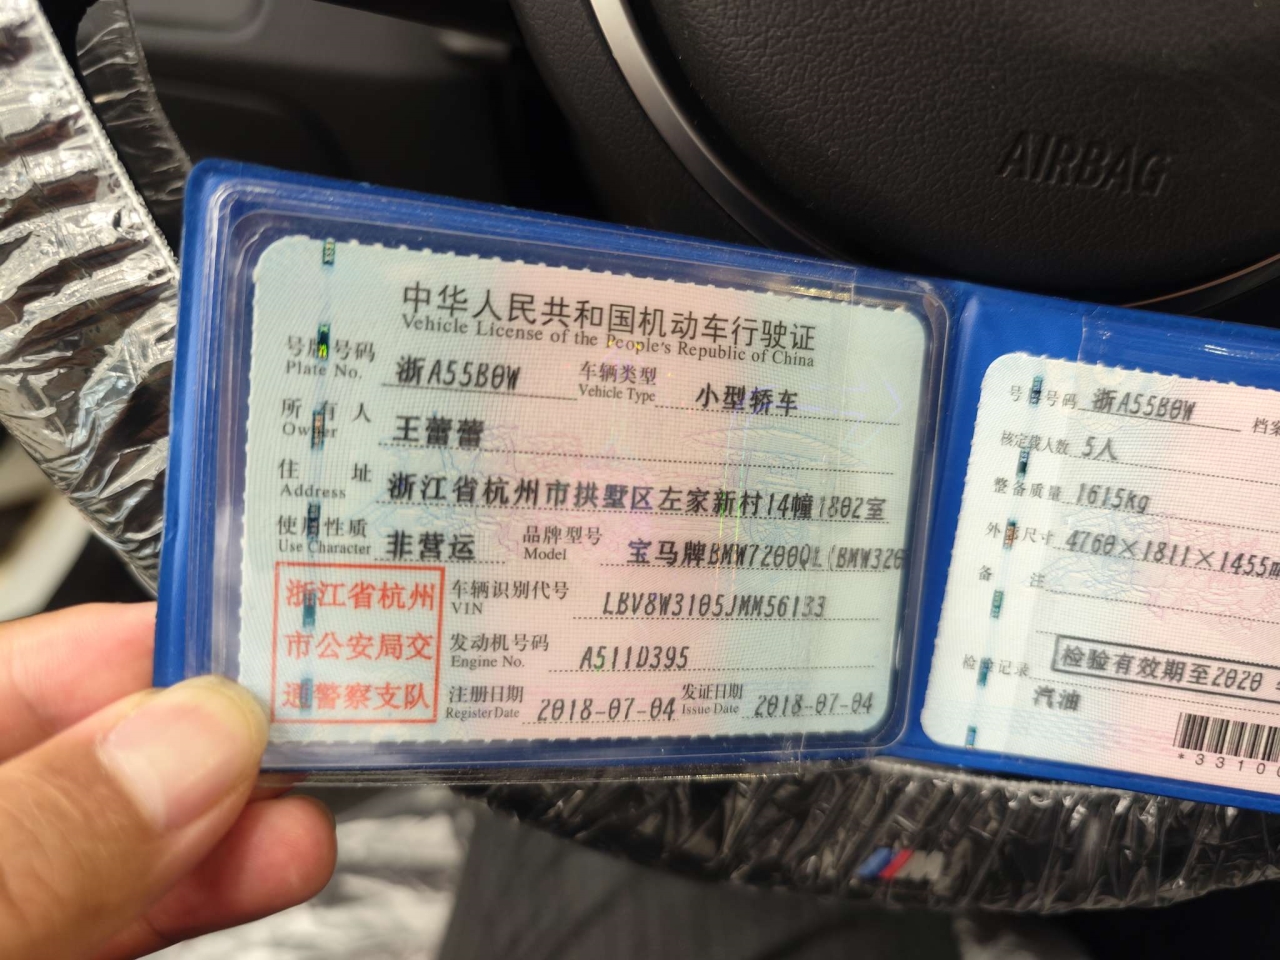 AIRBAG
中华人民共和国机动车行驶证
Vehicle License of the People's Republic of China
号牌号码 浙A55B0W 车辆类型 小型轿车
Plate No. Vehicle Type
所有人 王蕾蕾
Owner
住址 浙江省杭州市拱墅区左家新村14幢1802室
Address
使用性质 非营运 品牌型号 宝马牌BMW7200QL(BMW320
Use Character Model
浙江省杭州
市公安局交
通警察支队
车辆识别代号 LBV8W3105JMM56133
VIN
发动机号码 A511D395
Engine No.
注册日期 2018-07-04 发证日期 2018-07-04
Register Date Issue Date
号牌号码 浙A55B0W 档案
核定载人数 5人
整备质量 1615kg
外廓尺寸 4760×1811×1455m
备注
检验记录 检验有效期至2020
汽油
*3310
M